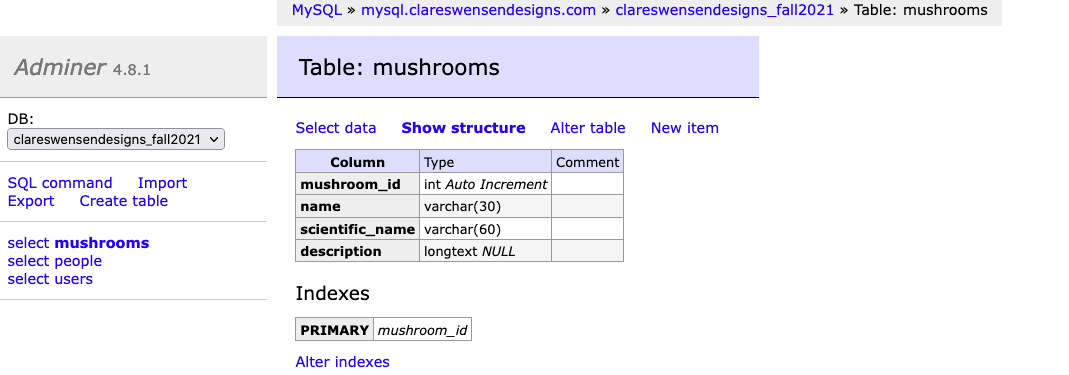 MySQL » mysql.clareswensendesigns.com » clareswensendesigns_fall2021 » Table: mushrooms
Adminer 4.8.1
DB:
clareswensendesigns_fall2021
SQL command Import
Export Create table
select mushrooms
select people
select users
Table: mushrooms
Select data Show structure Alter table New item
Column Type Comment
mushroom_id int Auto Increment
name varchar(30)
scientific_name varchar(60)
description longtext NULL
Indexes
PRIMARY mushroom_id
Alter indexes